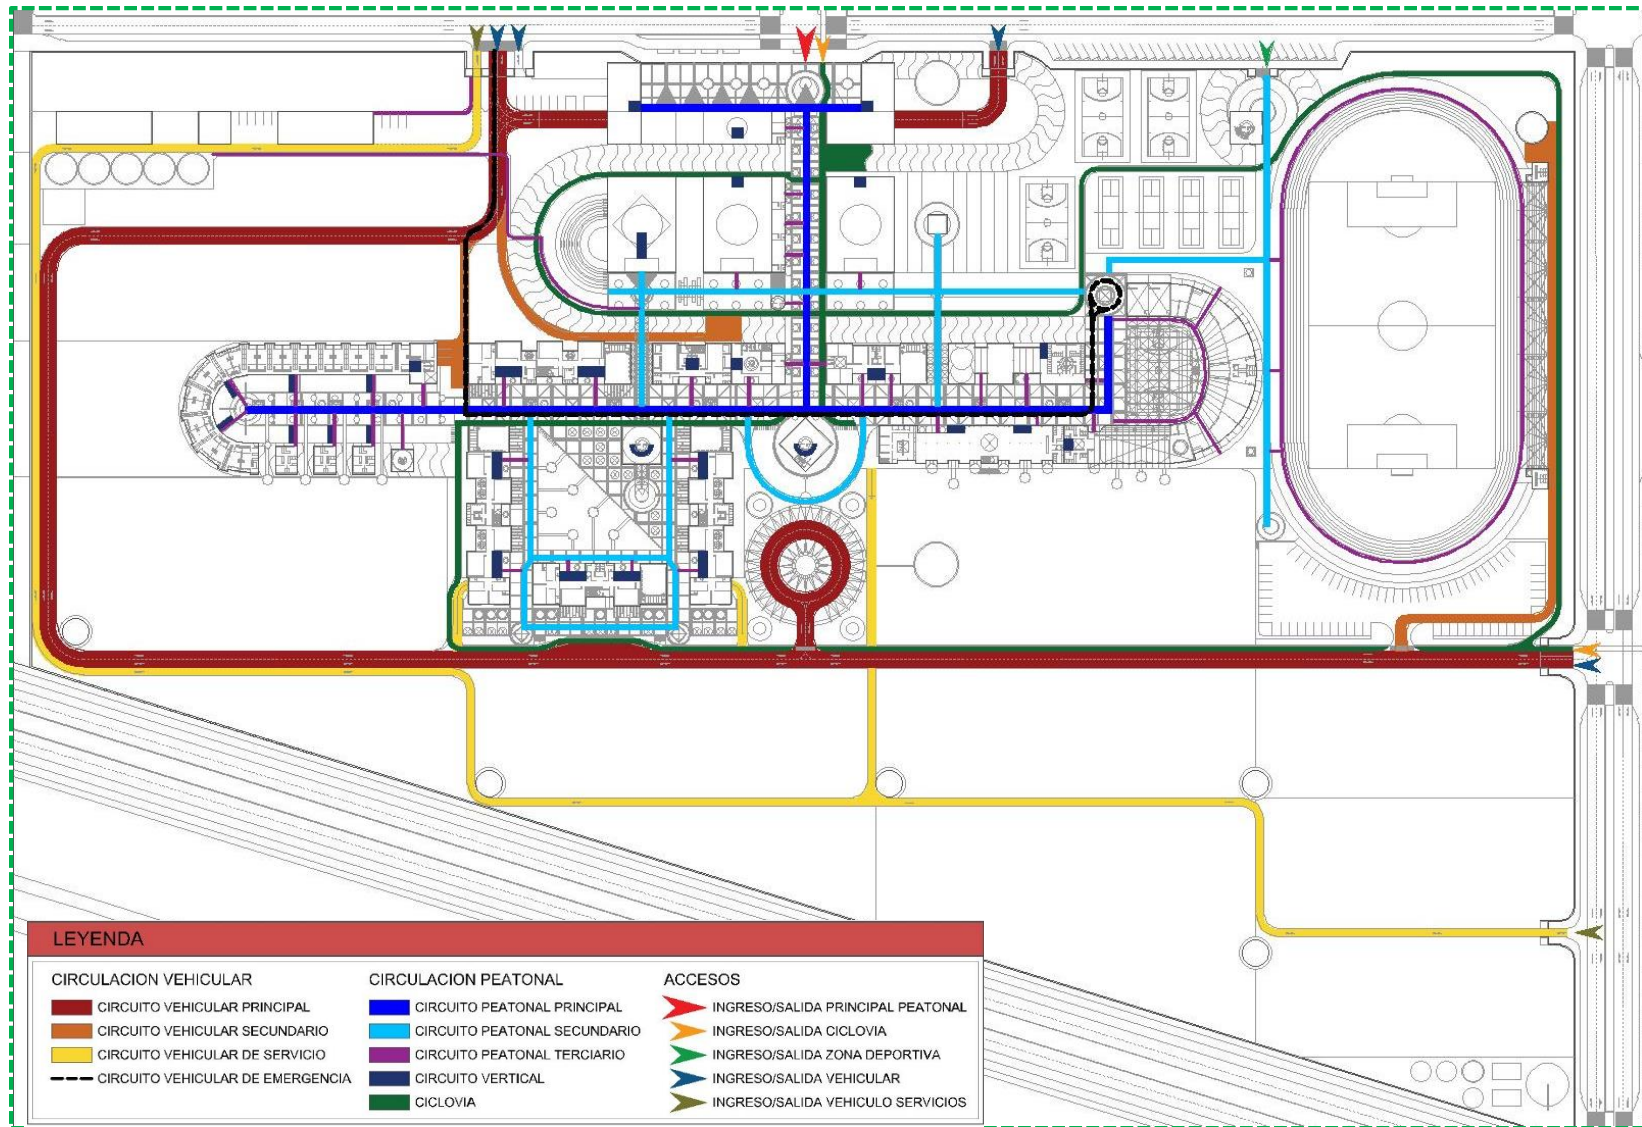 LEYENDA
CIRCULACION VEHICULAR
CIRCUITO VEHICULAR PRINCIPAL
CIRCUITO VEHICULAR SECUNDARIO
CIRCUITO VEHICULAR DE SERVICIO
CIRCUITO VEHICULAR DE EMERGENCIA
CIRCULACION PEATONAL
CIRCUITO PEATONAL PRINCIPAL
CIRCUITO PEATONAL SECUNDARIO
CIRCUITO PEATONAL TERCIARIO
CIRCUITO VERTICAL
CICLOVIA
ACCESOS
INGRESO/SALIDA PRINCIPAL PEATONAL
INGRESO/SALIDA CICLOVIA
INGRESO/SALIDA ZONA DEPORTIVA
INGRESO/SALIDA VEHICULAR
INGRESO/SALIDA VEHICULO SERVICIOS